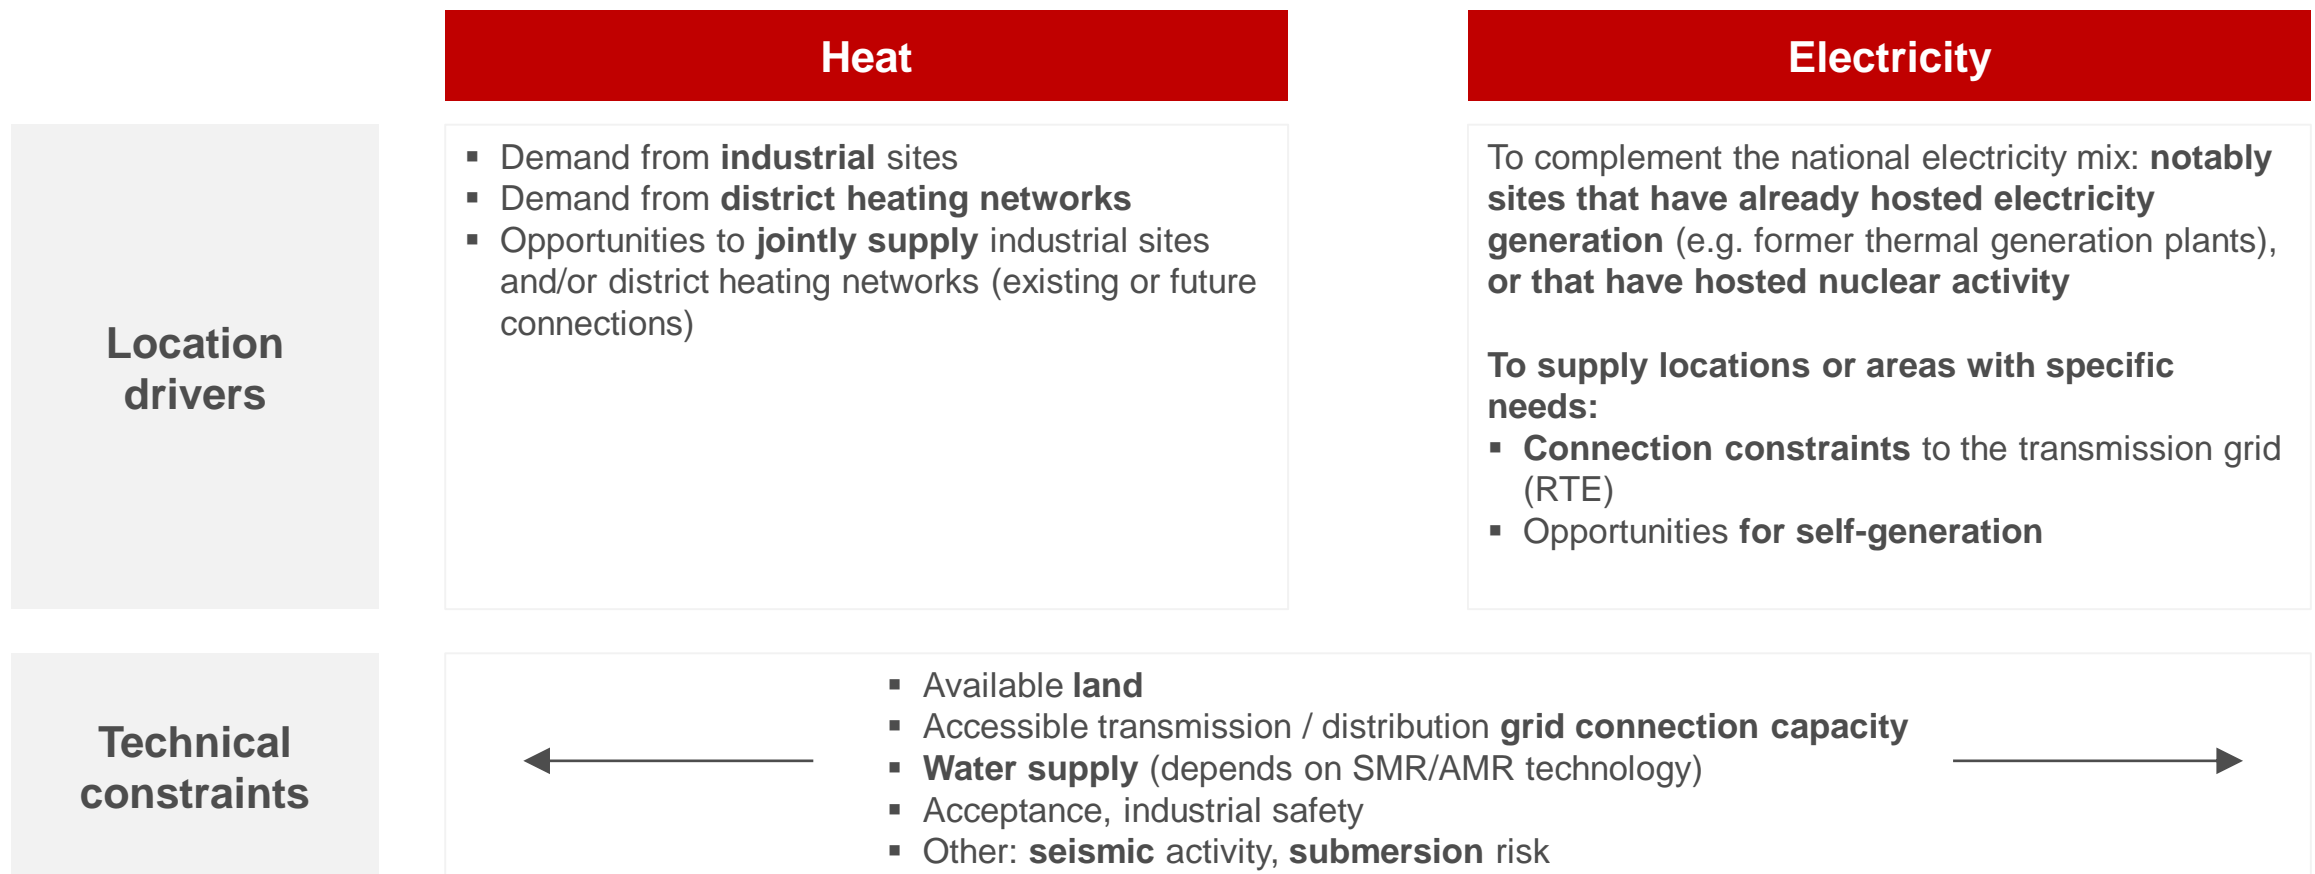 Heat
Electricity
Location
drivers
▪ Demand from industrial sites
▪ Demand from district heating networks
▪ Opportunities to jointly supply industrial sites
and/or district heating networks (existing or future
connections)
To complement the national electricity mix: notably
sites that have already hosted electricity
generation (e.g. former thermal generation plants),
or that have hosted nuclear activity
To supply locations or areas with specific
needs:
▪ Connection constraints to the transmission grid
(RTE)
▪ Opportunities for self-generation
Technical
constraints
▪ Available land
▪ Accessible transmission / distribution grid connection capacity
▪ Water supply (depends on SMR/AMR technology)
▪ Acceptance, industrial safety
▪ Other: seismic activity, submersion risk